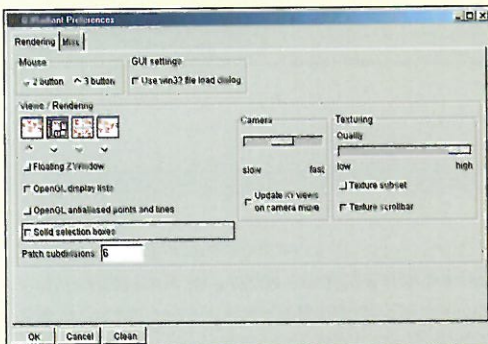 Q3Radiant Preferences
Rendering Misc
Mouse
2 button 3 button
GUI settings
Use win32 file load dialog
Views / Rendering
Floating Z Window
OpenGL display lists
OpenGL antialiased points and lines
Solid selection boxes
Patch subdivisions: 6
Camera
slow fast
Update XY views
on camera move
Texturing
Quality
low high
Texture subset
Texture scrollbar
OK Cancel Clean